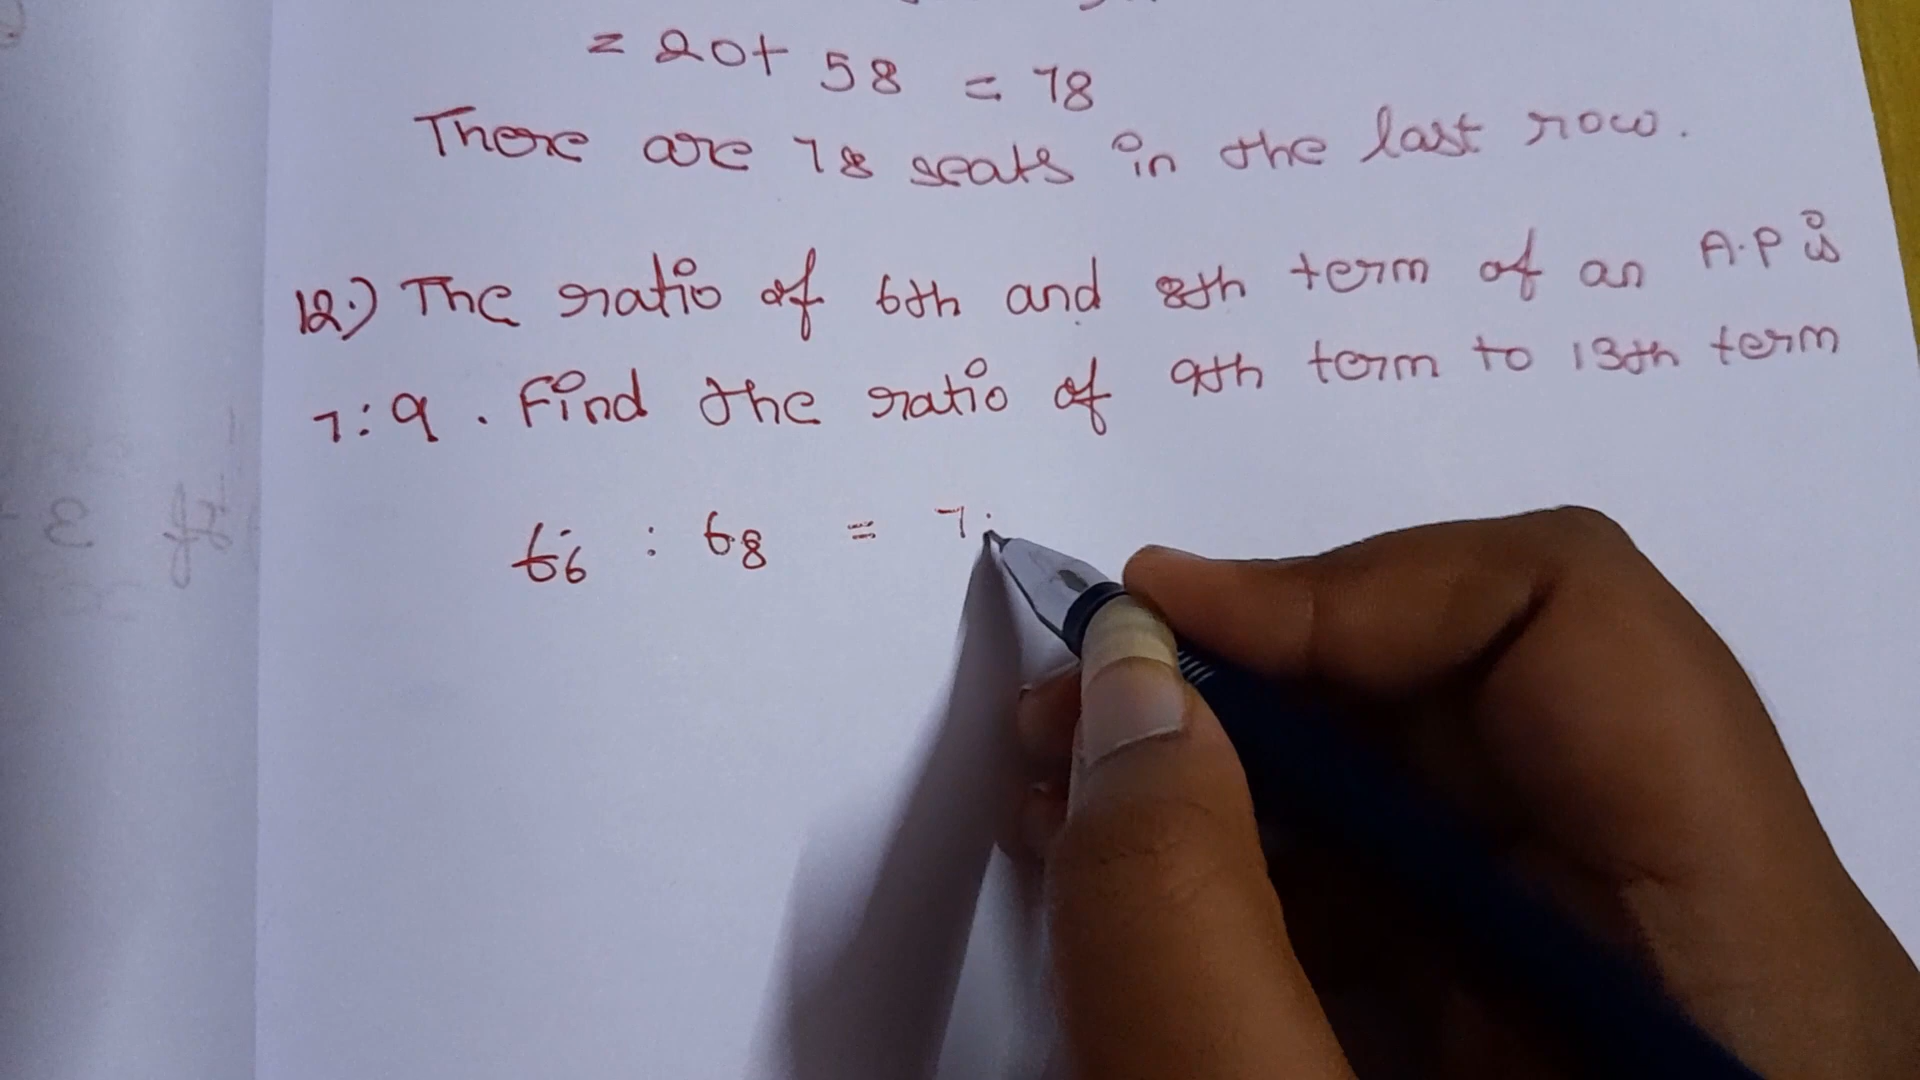 = 20+ 58 = 78
There are 78 seats in the last row.
12.) The ratio of 6th and 8th term of an A.P is
7:9. Find the ratio of 9th term to 13th term
t6 : t8 = 7: